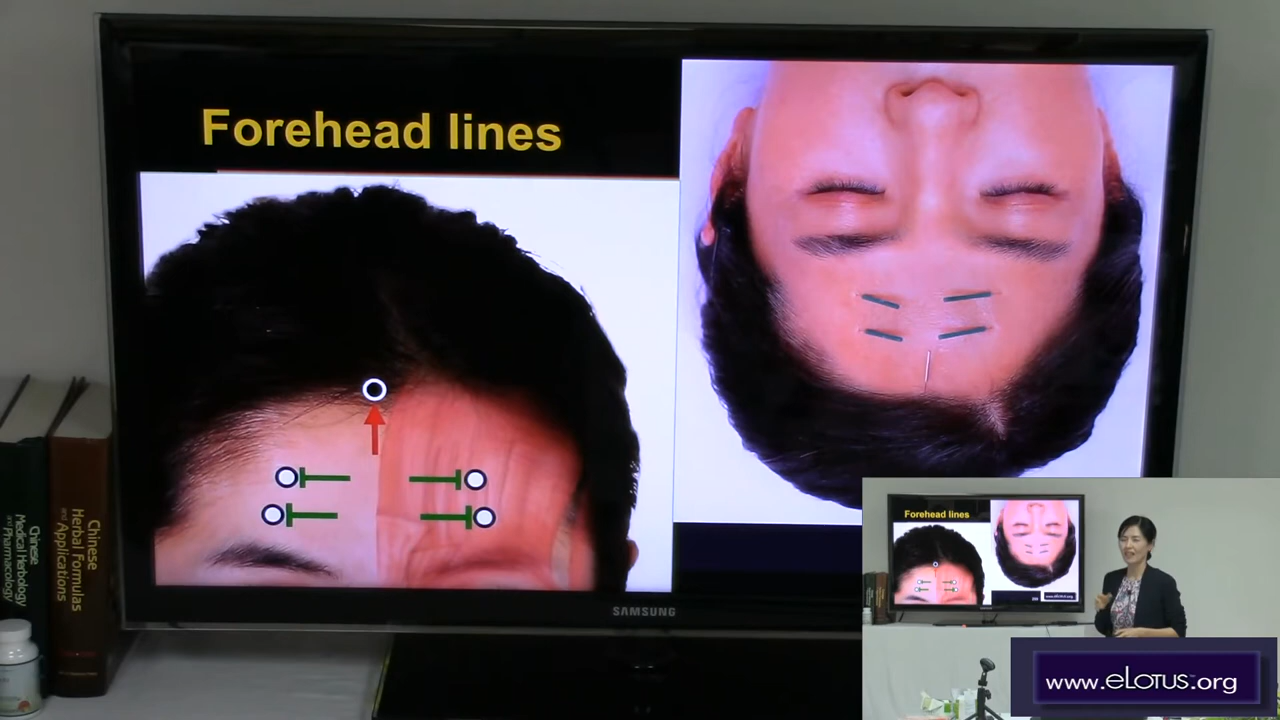 Forehead lines
Chinese
Medical Herbology
and Pharmacology
Chinese
Herbal Formulas
and Applications
SAMSUNG
Forehead lines
www.eLotus.org